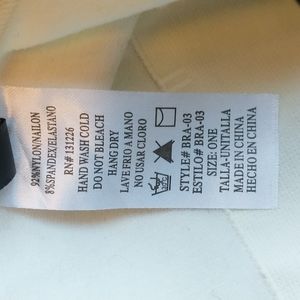 92%NYLON/NAILON
8%SPANDEX/ELASTANO
RN# 131226
HAND WASH COLD
DO NOT BLEACH
HANG DRY
LAVE FRIO A MANO
NO USAR CLORO
STYLE# BRA-03
ESTILO# BRA-03
SIZE: ONE
TALLA-UNITALLA
MADE IN CHINA
HECHO EN CHINA